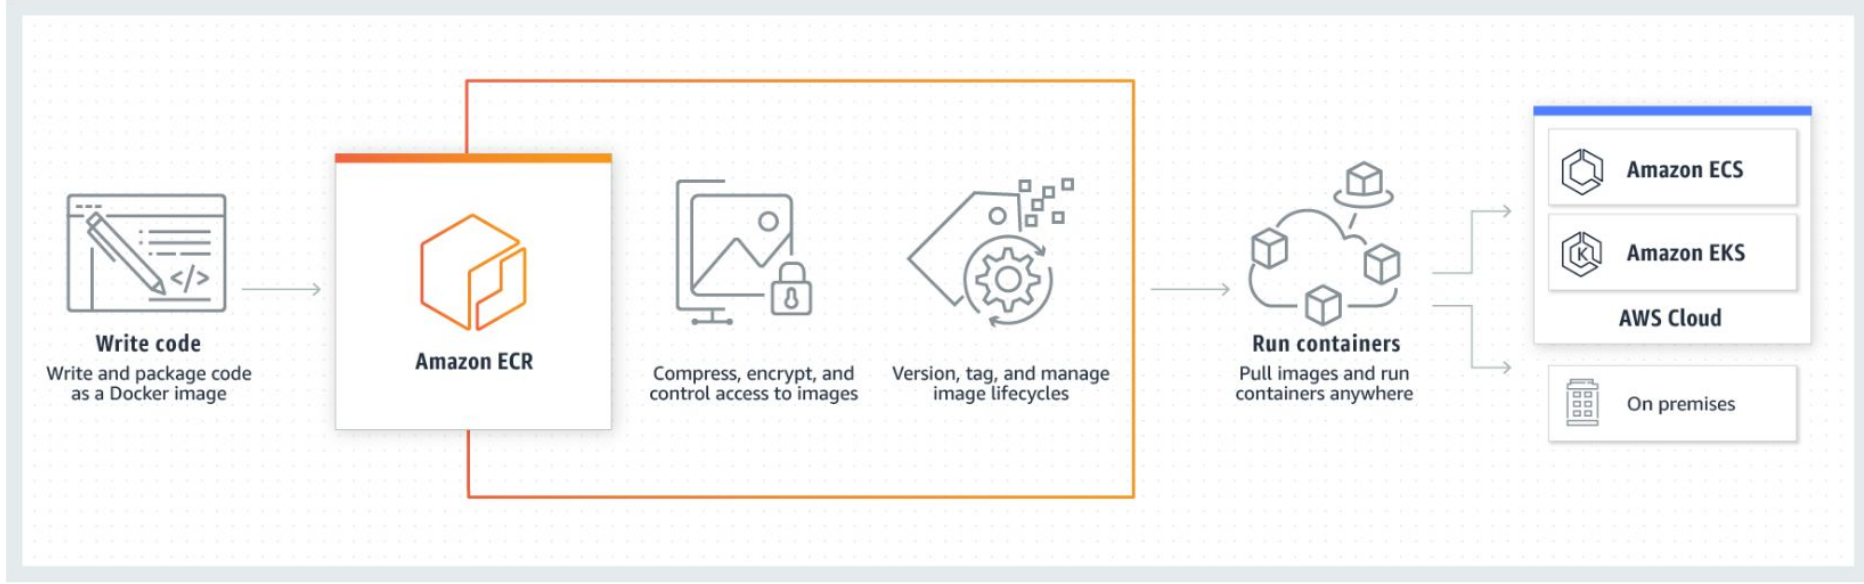 Write code
Write and package code
as a Docker image
</>
Amazon ECR
Compress, encrypt, and
control access to images
Version, tag, and manage
image lifecycles
Run containers
Pull images and run
containers anywhere
Amazon ECS
K
Amazon EKS
AWS Cloud
On premises